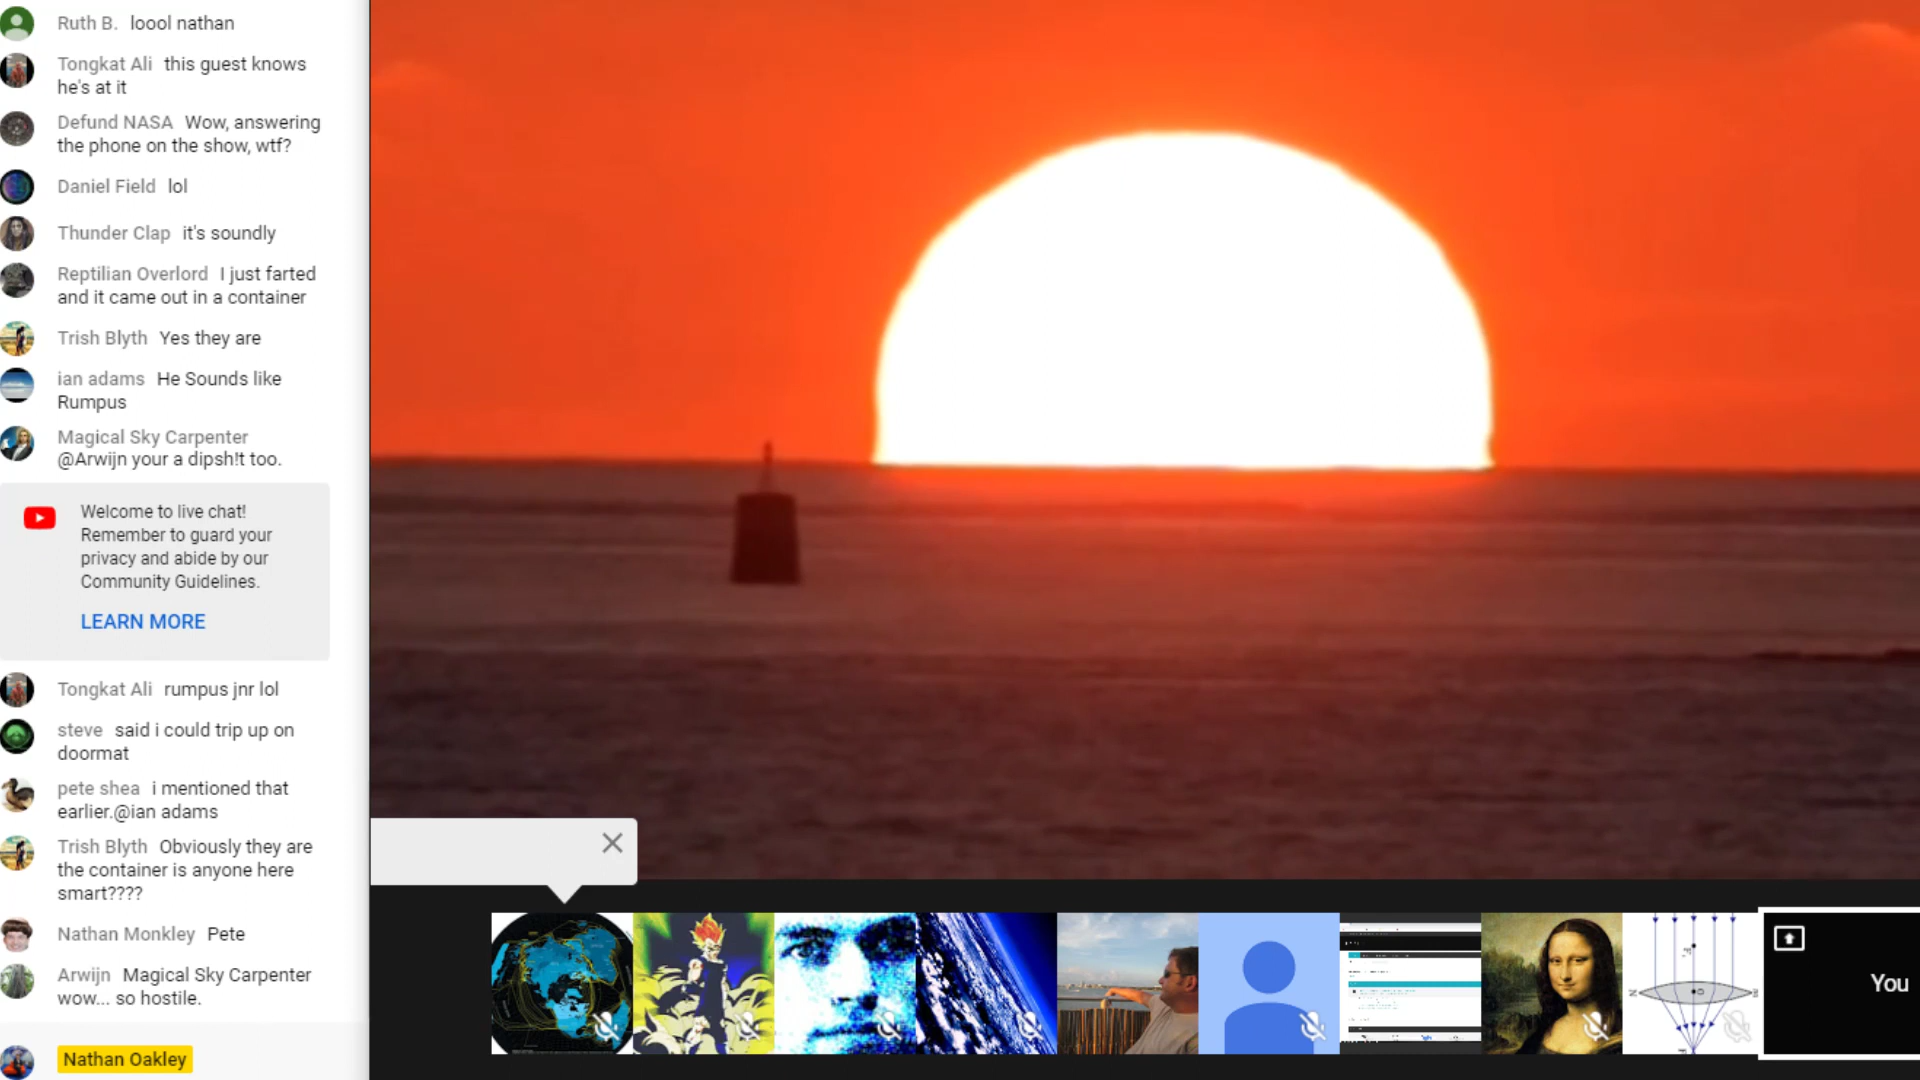 Ruth B. loool nathan
Tongkat Ali this guest knows
he's at it
Defund NASA Wow, answering
the phone on the show, wtf?
Daniel Field lol
Thunder Clap it's soundly
Reptilian Overlord I just farted
and it came out in a container
Trish Blyth Yes they are
ian adams He Sounds like
Rumpus
Magical Sky Carpenter
@Arwijn your a dipsh!t too.
Welcome to live chat!
Remember to guard your
privacy and abide by our
Community Guidelines.
LEARN MORE
Tongkat Ali rumpus jnr lol
steve said i could trip up on
doormat
pete shea i mentioned that
earlier.@ian adams
Trish Blyth Obviously they are
the container is anyone here
smart????
Nathan Monkley Pete
Arwijn Magical Sky Carpenter
wow... so hostile.
Nathan Oakley
You